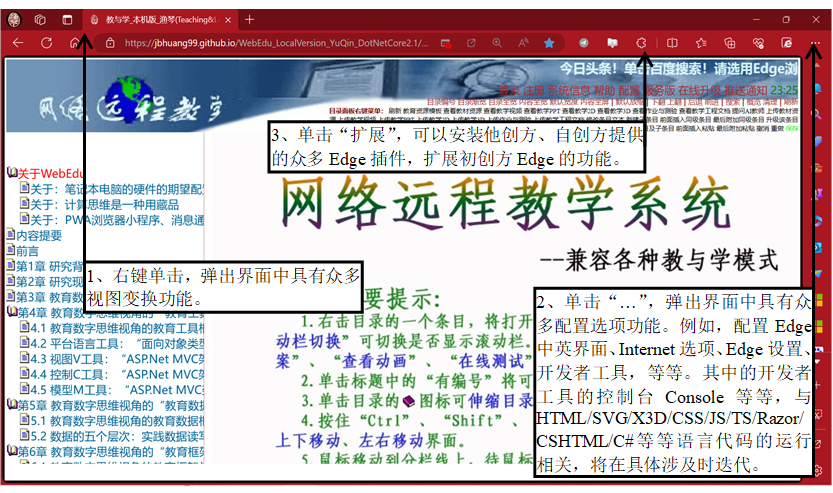 教与学_本机版_渔琴(Teaching&L
https://jbhuang99.github.io/WebEdu_LocalVersion_YuQin_DotNetCore2.1/...
今日头条！单击百度搜索！请选用Edge浏
登录 注册 系统信息 帮助 配置 服务版 在线升级 推送通知 23:25
网络远程教学
3、单击“扩展”，可以安装他创方、自创方提供
的众多 Edge 插件，扩展初创方 Edge 的功能。
关于WebEdu
关于：笔记本电脑的硬件的期望配
关于：计算思维是一种用藏品
关于：PWA浏览器小程序、消息通
内容提要
前言
第1章 研究背
第2章 研究现
第3章 教育数
第4章 教育数字思维视角的“教育工
4.1 教育数字思维视角的教育工具框
4.2 平台语言工具：“面向对象类型
4.3 视图V工具：“ASP.Net MVC架
4.4 控制C工具：“ASP.Net MVC架
4.5 模型M工具：“ASP.Net MVC架
第5章 教育数字思维视角的“教育数据
5.1 教育数字思维视角的教育数据框
5.2 数据的五个层次：实践数据读写
第6章 教育数字思维视角的“教育框架
网络远程教学系统
--兼容各种教与学模式
1、右键单击，弹出界面中具有众多
视图变换功能。
要提示：
1.右击目录的一个条目，将打开
动栏切换”可切换是否显示滚动栏。
案”、“查看动画”、“在线测试”
2.单击标题中的“有编号”将可
3.单击目录的图标可伸缩目录
4.按住“Ctrl”、“Shift”、
上下移动、左右移动界面。
5.鼠标移动到分栏线上，待鼠标
2、单击“…”，弹出界面中具有众
多配置选项功能。例如，配置 Edge
中英界面、Internet 选项、Edge 设置、
开发者工具，等等。其中的开发者
工具的控制台 Console 等等，与
HTML/SVG/X3D/CSS/JS/TS/Razor/
CSHTML/C#等等语言代码的运行
相关，将在具体涉及时迭代。